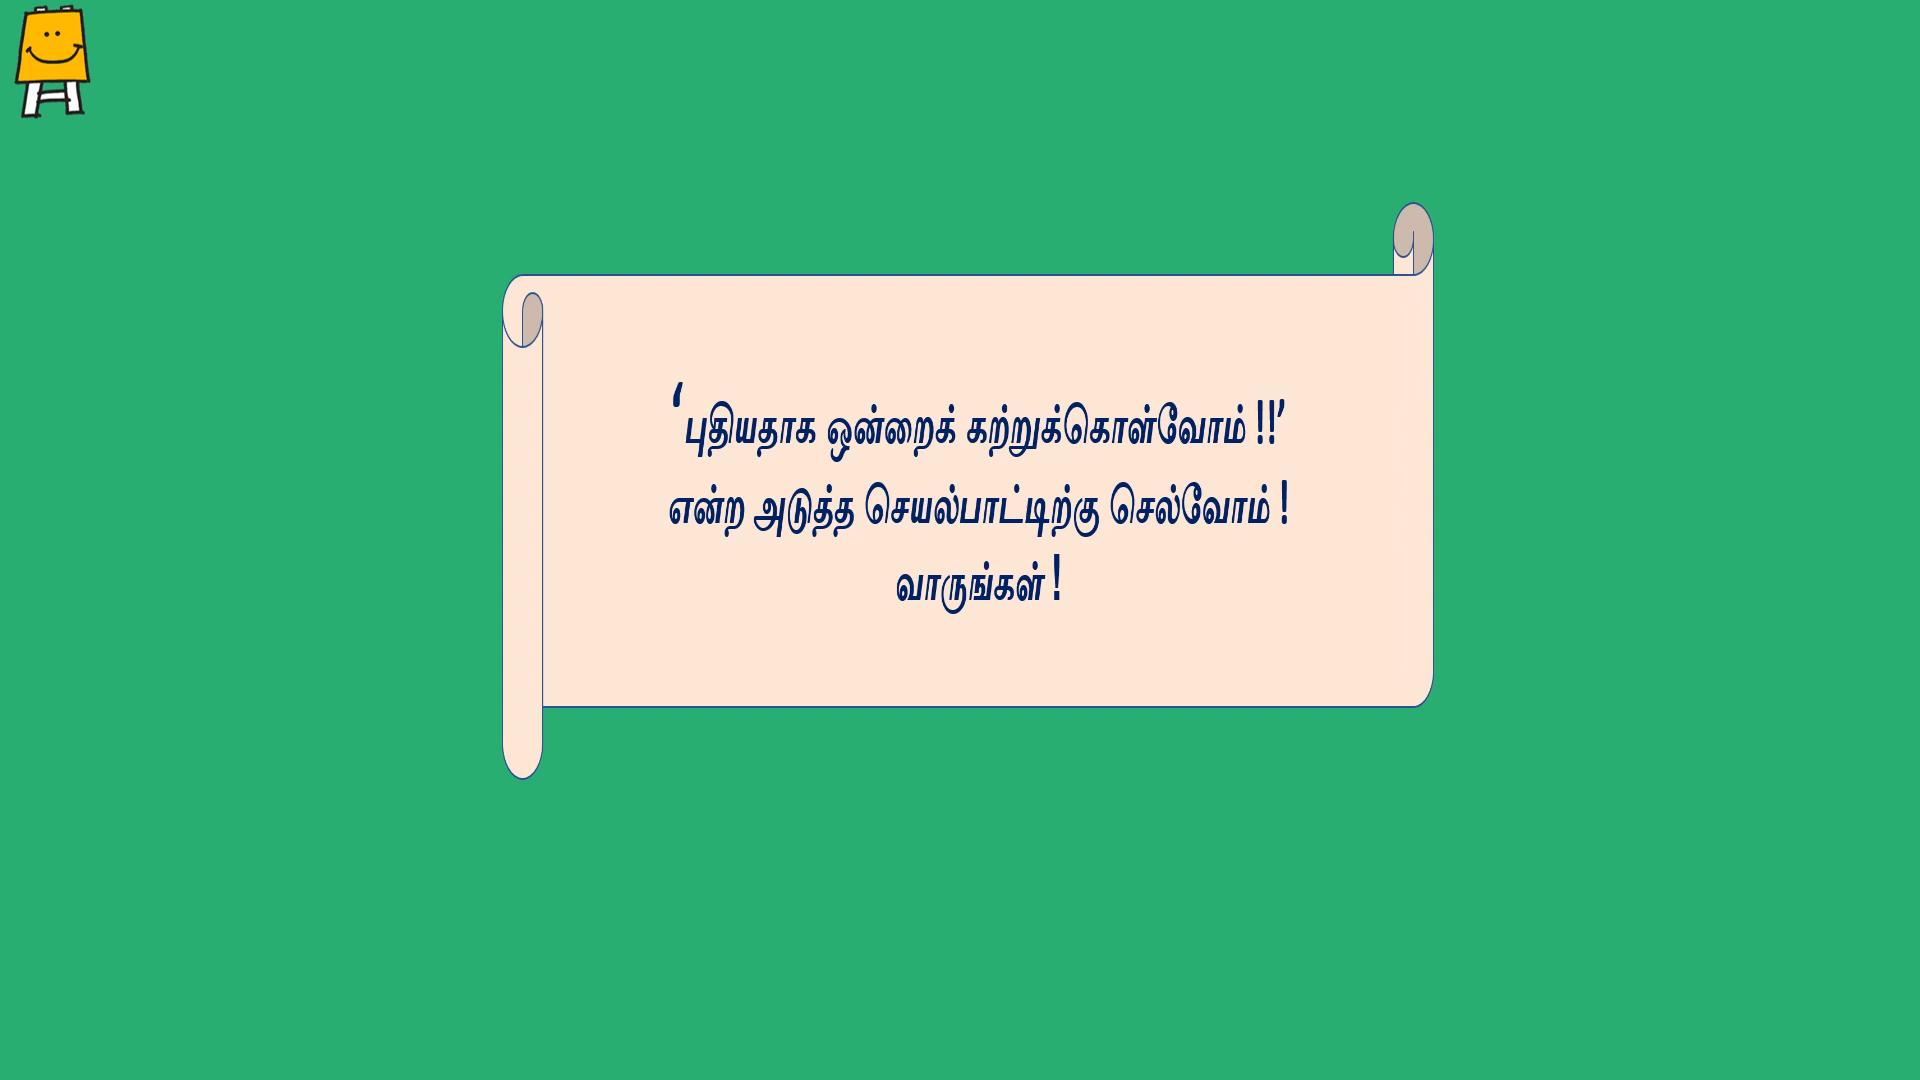 ‘புதியதாக ஒன்றைக் கற்றுக்கொள்வோம் !!’
என்ற அடுத்த செயல்பாட்டிற்கு செல்வோம் !
வாருங்கள் !